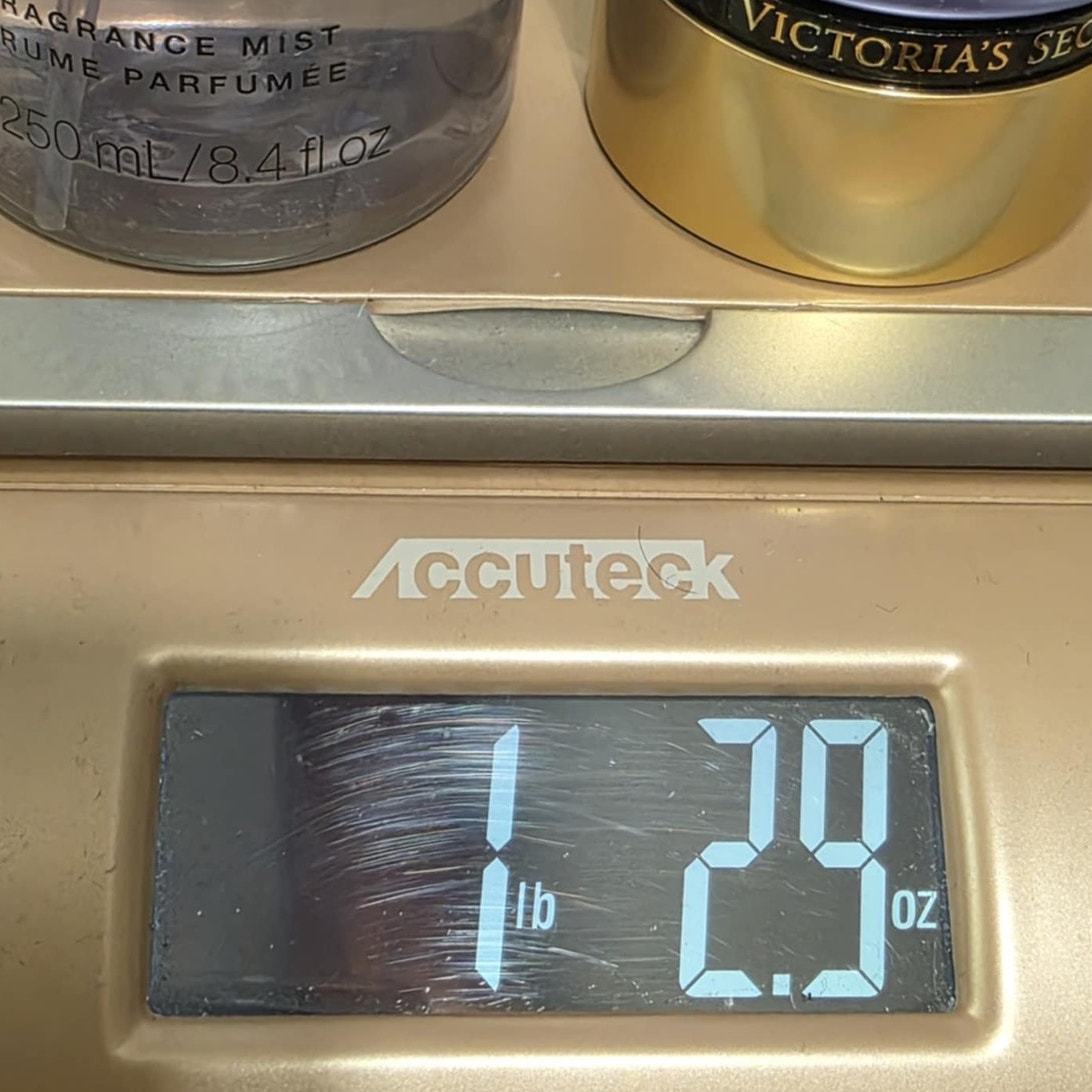 RAGRANCE MIST
RUME PARFUMÉE
250 mL/8.4 fl oz
VICTORIA'S SEC
Accuteck
1 lb 2.9 oz